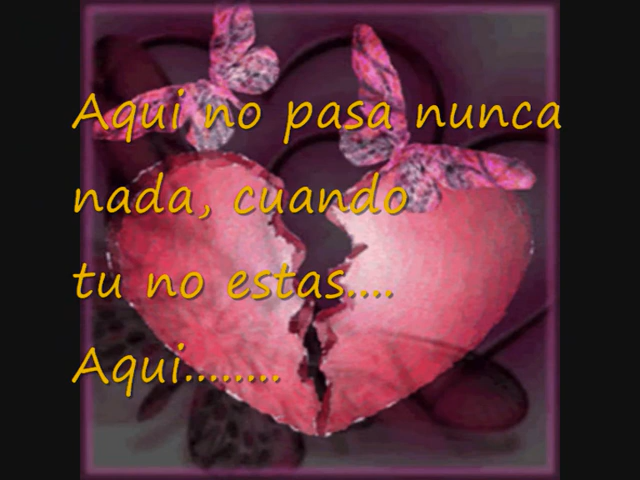 Aqui no pasa nunca
nada, cuando
tu no estas....
Aqui........